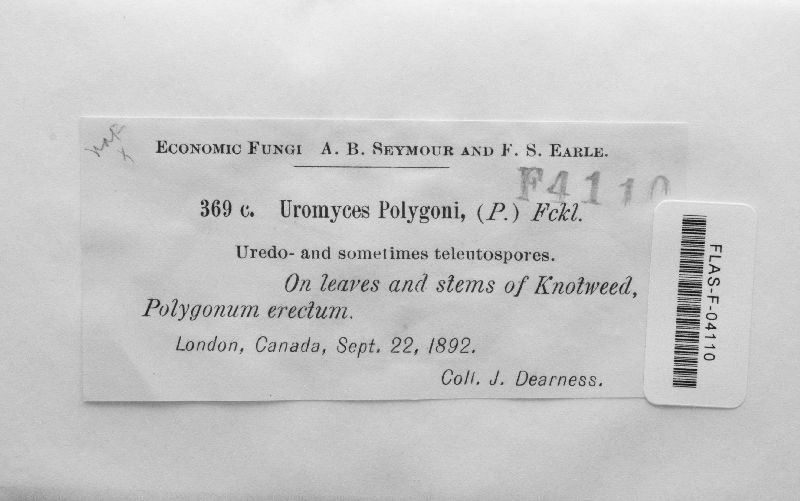 ECONOMIC FUNGI A. B. SEYMOUR AND F. S. EARLE.
F4110
369 c. Uromyces Polygoni, (P.) Fckl.
Uredo- and sometimes teleutospores.
On leaves and stems of Knotweed,
Polygonum erectum.
London, Canada, Sept. 22, 1892.
Coll. J. Dearness.
FLAS-F-04110